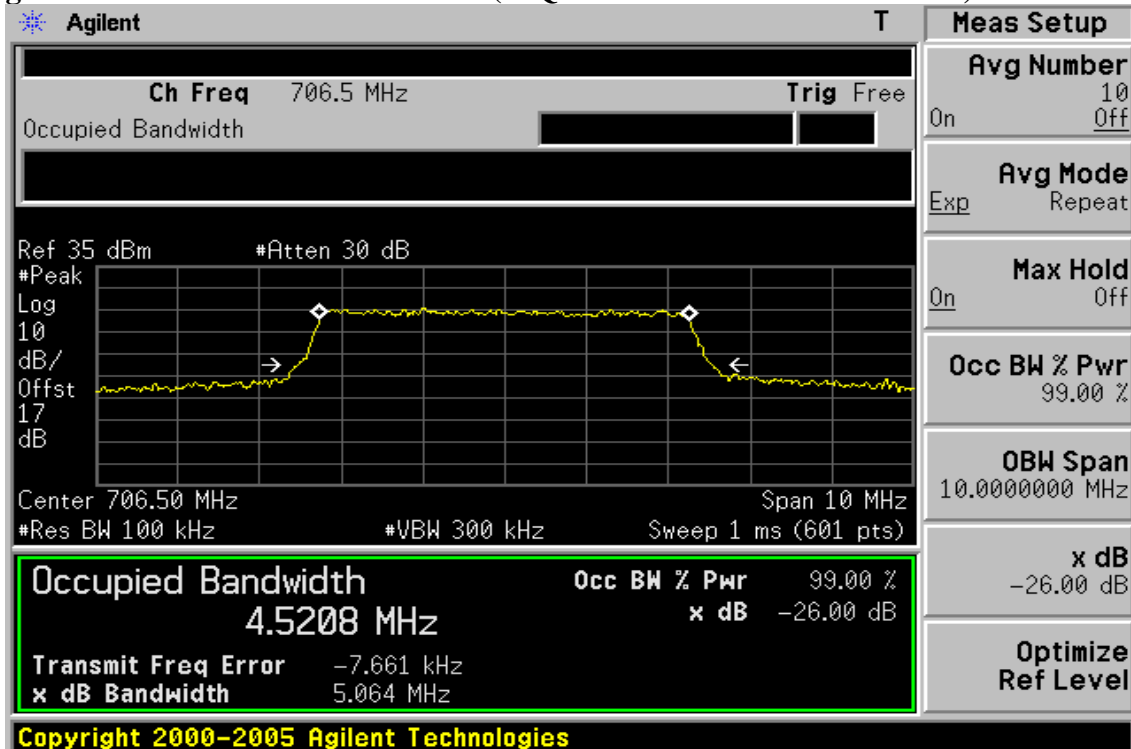 Agilent T
Meas Setup
Ch Freq 706.5 MHz Trig Free
Occupied Bandwidth
Ref 35 dBm #Atten 30 dB
#Peak
Log
10
dB/
Offst
17
dB
Center 706.50 MHz Span 10 MHz
#Res BW 100 kHz #VBW 300 kHz Sweep 1 ms (601 pts)
Occupied Bandwidth
4.5208 MHz
Occ BW % Pwr 99.00 %
x dB -26.00 dB
Transmit Freq Error -7.661 kHz
x dB Bandwidth 5.064 MHz
Avg Number
10
On Off
Avg Mode
Exp Repeat
Max Hold
On Off
Occ BW % Pwr
99.00 %
OBW Span
10.0000000 MHz
x dB
-26.00 dB
Optimize
Ref Level
Copyright 2000-2005 Agilent Technologies